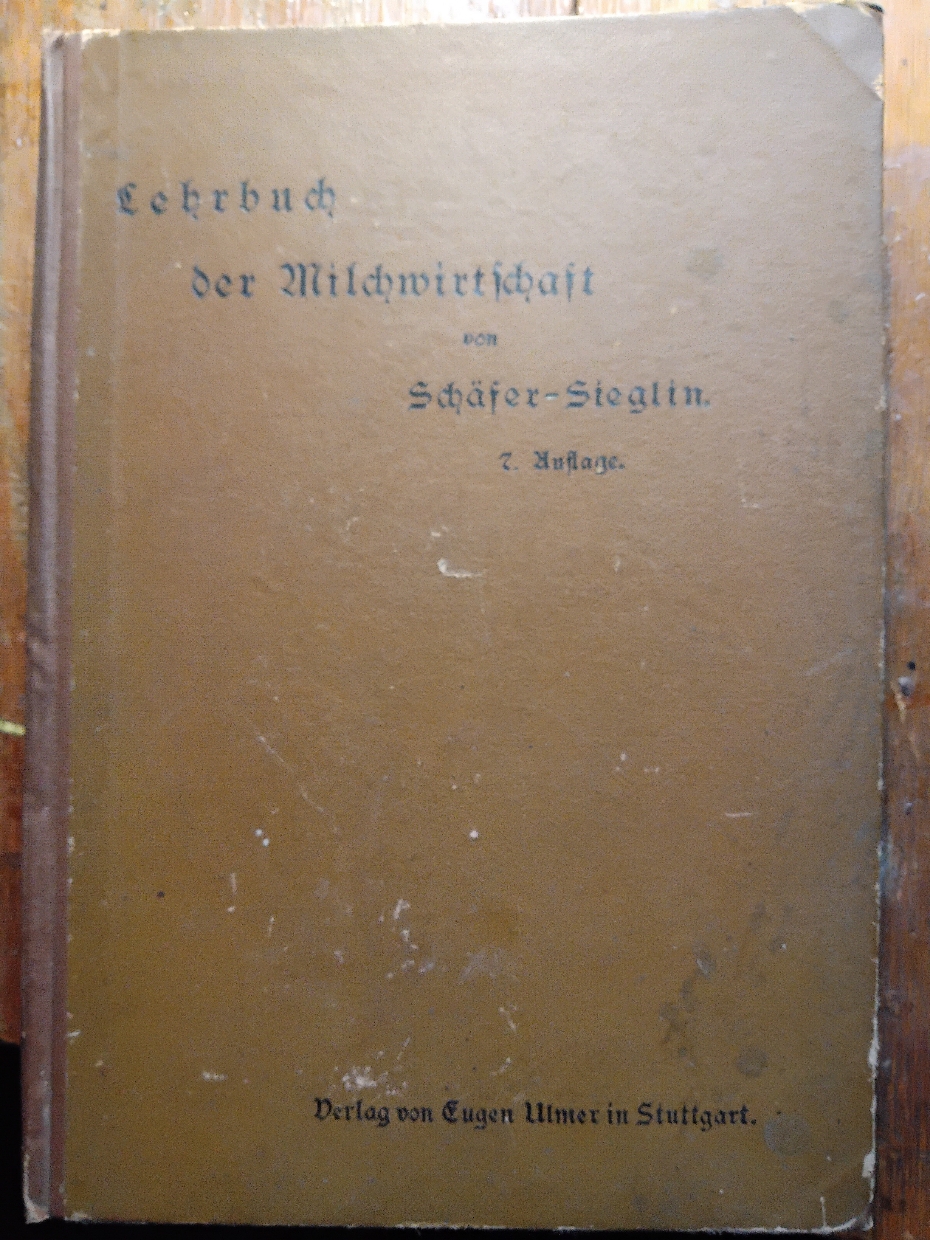 Lehrbuch
der Milchwirtschaft
von
Schäfer-Sieglin.
7. Auflage.
Verlag von Eugen Ulmer in Stuttgart.